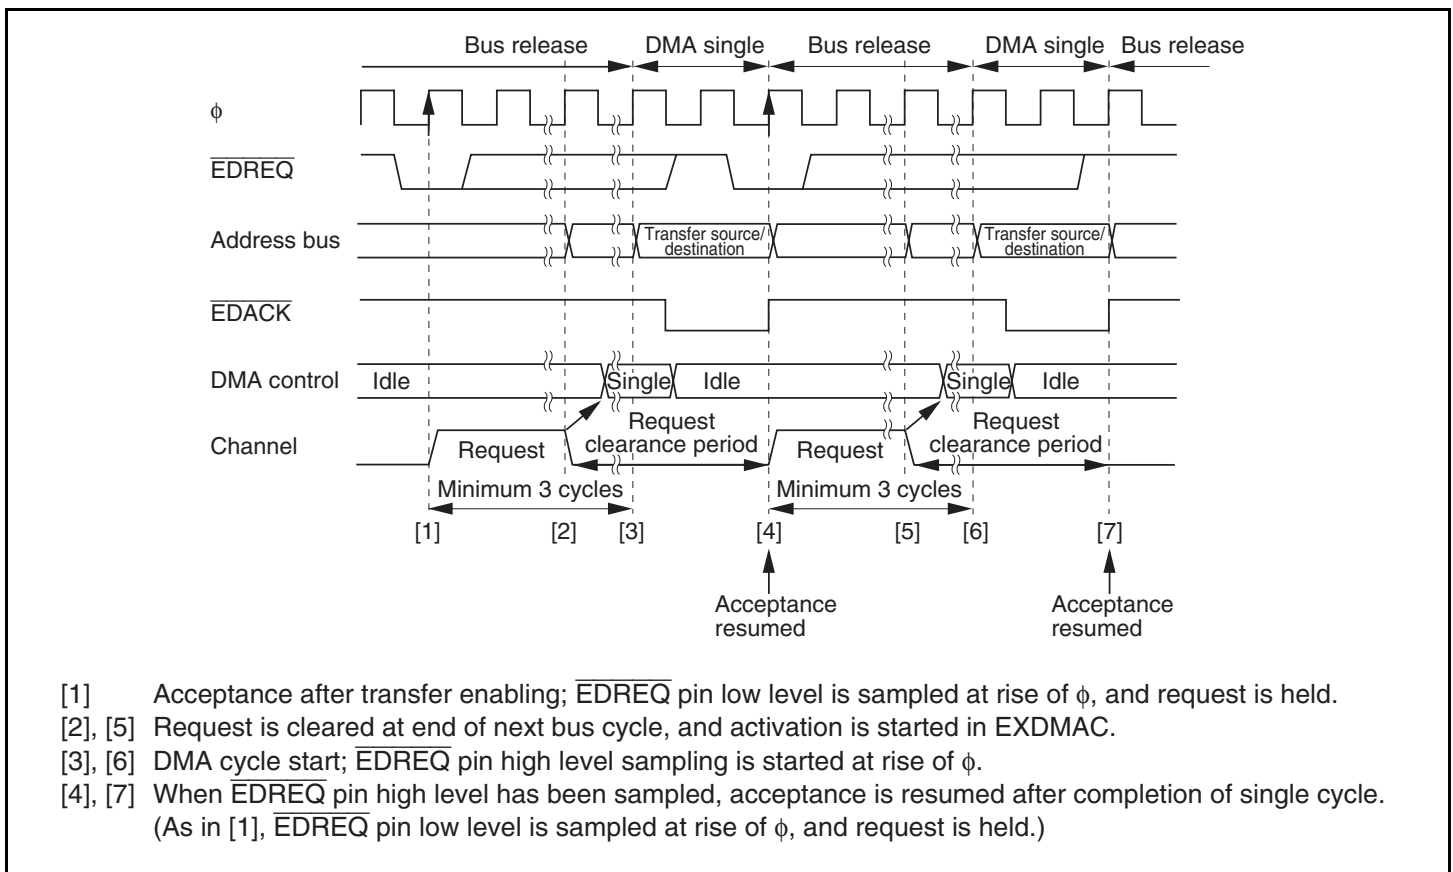 Bus release DMA single Bus release DMA single Bus release
ϕ
EDREQ
Address bus Transfer source/ destination Transfer source/ destination
EDACK
DMA control Idle Single Idle Single Idle
Channel Request Request clearance period Request Request clearance period
Minimum 3 cycles Minimum 3 cycles
[1] [2] [3] [4] [5] [6] [7]
Acceptance resumed Acceptance resumed
[1] Acceptance after transfer enabling; EDREQ pin low level is sampled at rise of ϕ, and request is held.
[2], [5] Request is cleared at end of next bus cycle, and activation is started in EXDMAC.
[3], [6] DMA cycle start; EDREQ pin high level sampling is started at rise of ϕ.
[4], [7] When EDREQ pin high level has been sampled, acceptance is resumed after completion of single cycle.
(As in [1], EDREQ pin low level is sampled at rise of ϕ, and request is held.)